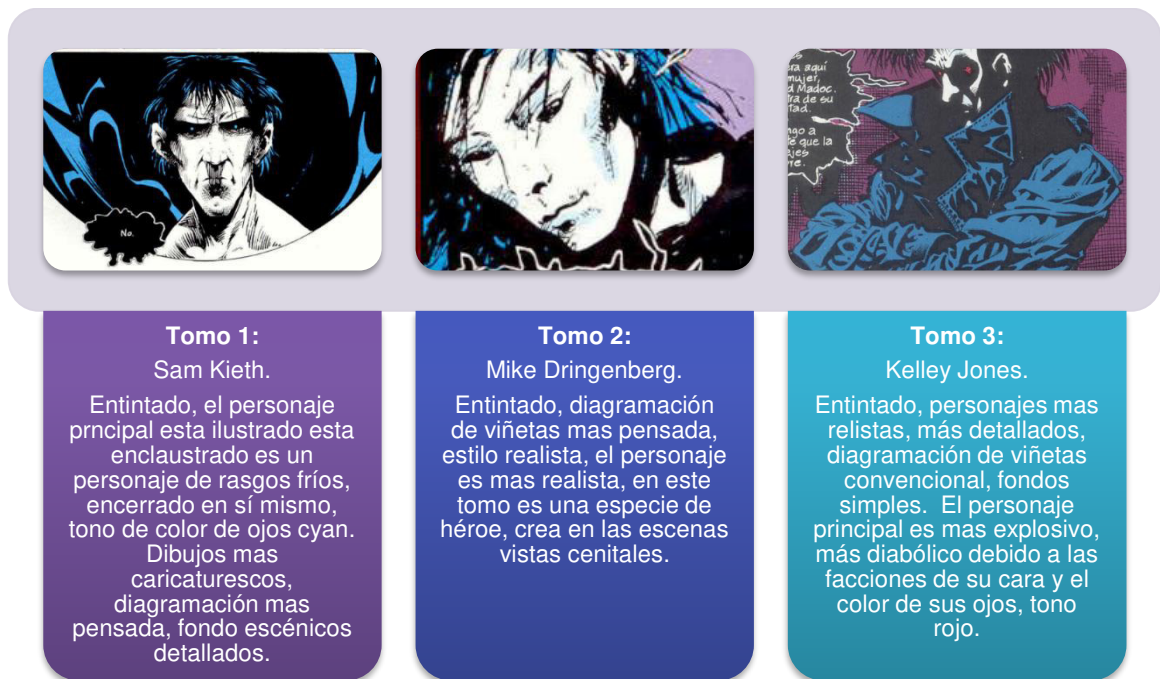 No.
ra aquí
mujer,
d Madoc.
tra de su
tad.
ngo a
e que la
jes
re.
Tomo 1:
Sam Kieth.
Entintado, el personaje
prncipal esta ilustrado esta
enclaustrado es un
personaje de rasgos fríos,
encerrado en sí mismo,
tono de color de ojos cyan.
Dibujos mas
caricaturescos,
diagramación mas
pensada, fondo escénicos
detallados.
Tomo 2:
Mike Dringenberg.
Entintado, diagramación
de viñetas mas pensada,
estilo realista, el personaje
es mas realista, en este
tomo es una especie de
héroe, crea en las escenas
vistas cenitales.
Tomo 3:
Kelley Jones.
Entintado, personajes mas
relistas, más detallados,
diagramación de viñetas
convencional, fondos
simples. El personaje
principal es mas explosivo,
más diabólico debido a las
facciones de su cara y el
color de sus ojos, tono
rojo.